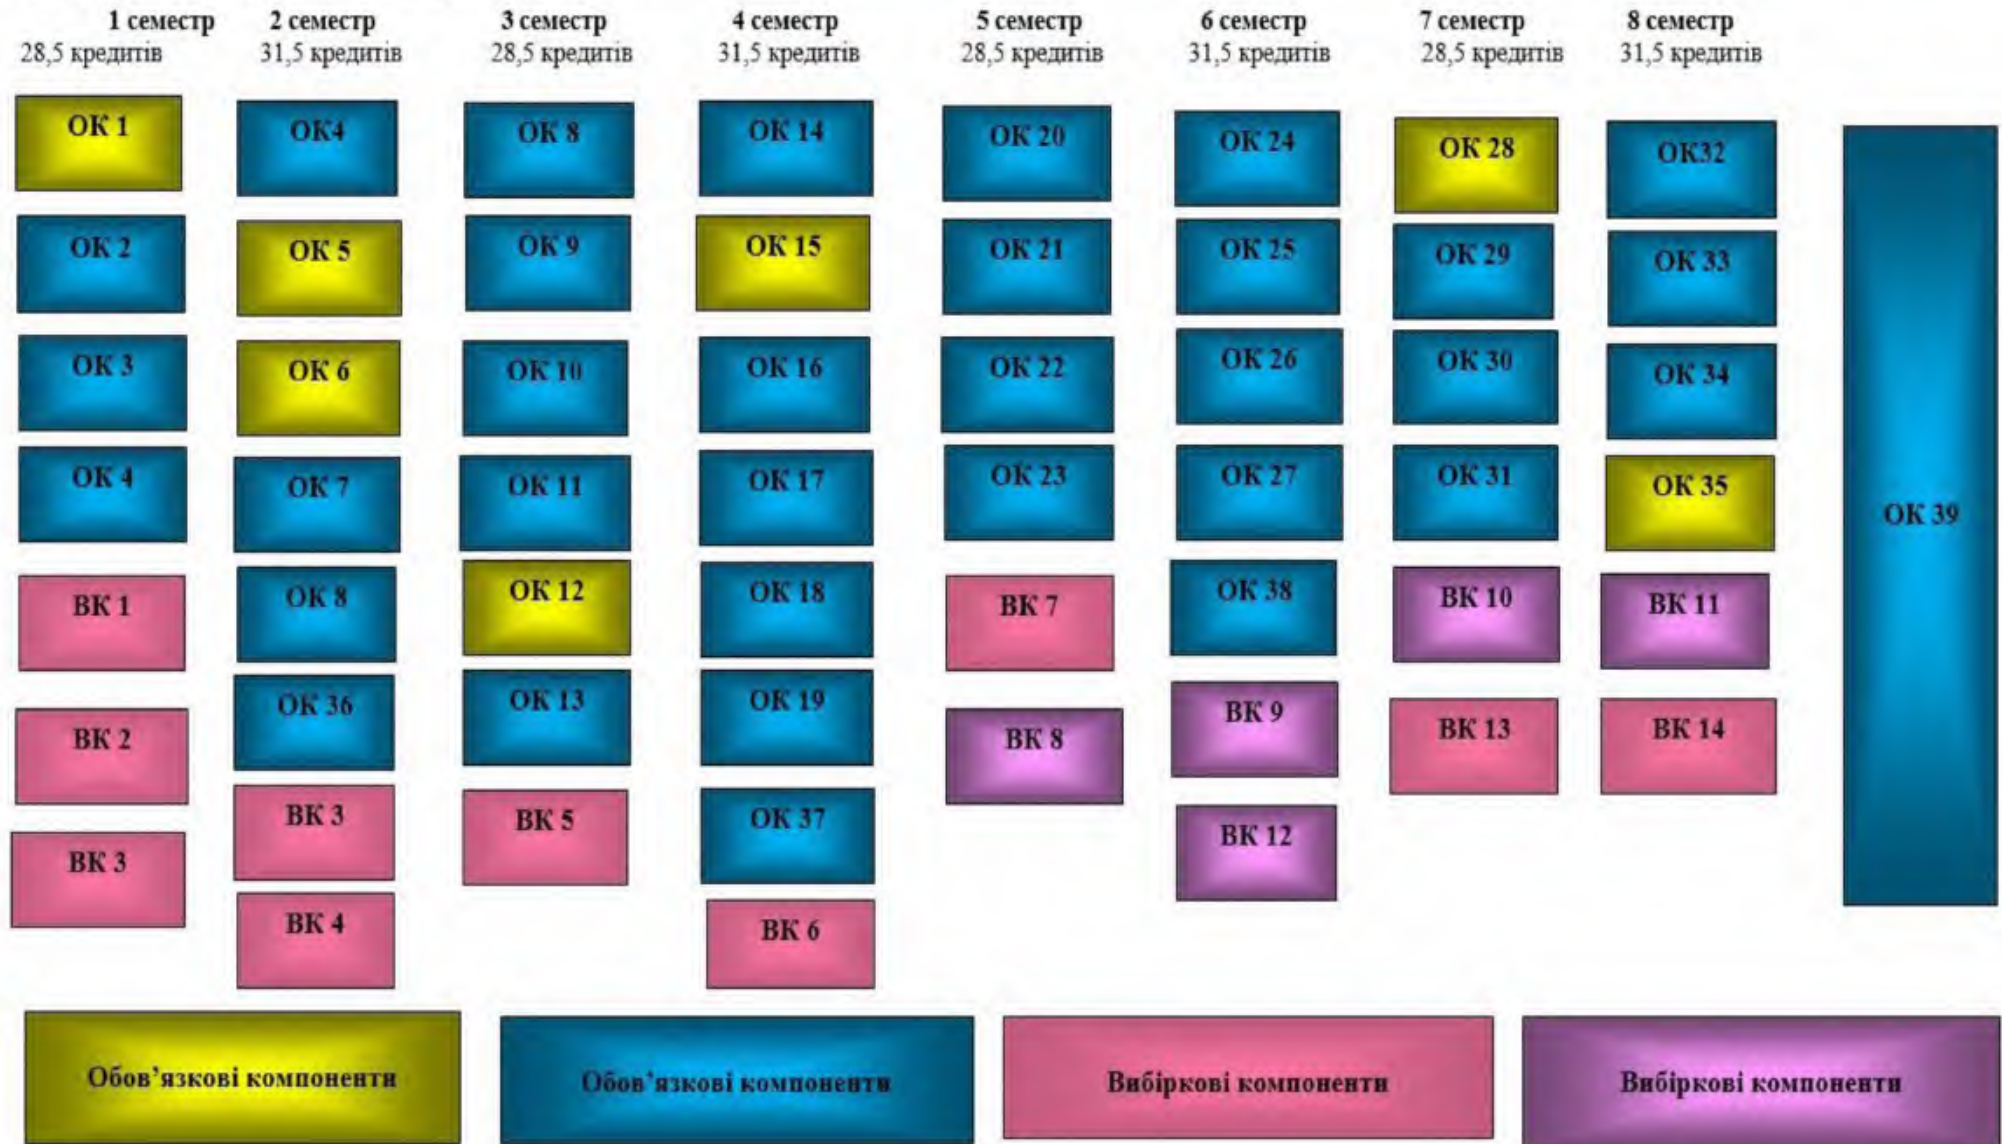 1 семестр
28,5 кредитів
2 семестр
31,5 кредитів
3 семестр
28,5 кредитів
4 семестр
31,5 кредитів
5 семестр
28,5 кредитів
6 семестр
31,5 кредитів
7 семестр
28,5 кредитів
8 семестр
31,5 кредитів
ОК 1
ОК 2
ОК 3
ОК 4
ВК 1
ВК 2
ВК 3
ОК4
ОК 5
ОК 6
ОК 7
ОК 8
ОК 36
ВК 3
ВК 4
ОК 8
ОК 9
ОК 10
ОК 11
ОК 12
ОК 13
ВК 5
ОК 14
ОК 15
ОК 16
ОК 17
ОК 18
ОК 19
ОК 37
ВК 6
ОК 20
ОК 21
ОК 22
ОК 23
ВК 7
ВК 8
ОК 24
ОК 25
ОК 26
ОК 27
ОК 38
ВК 9
ВК 12
ОК 28
ОК 29
ОК 30
ОК 31
ВК 10
ВК 13
ОК32
ОК 33
ОК 34
ОК 35
ВК 11
ВК 14
ОК 39
Обов’язкові компоненти
Обов’язкові компоненти
Вибіркові компоненти
Вибіркові компоненти